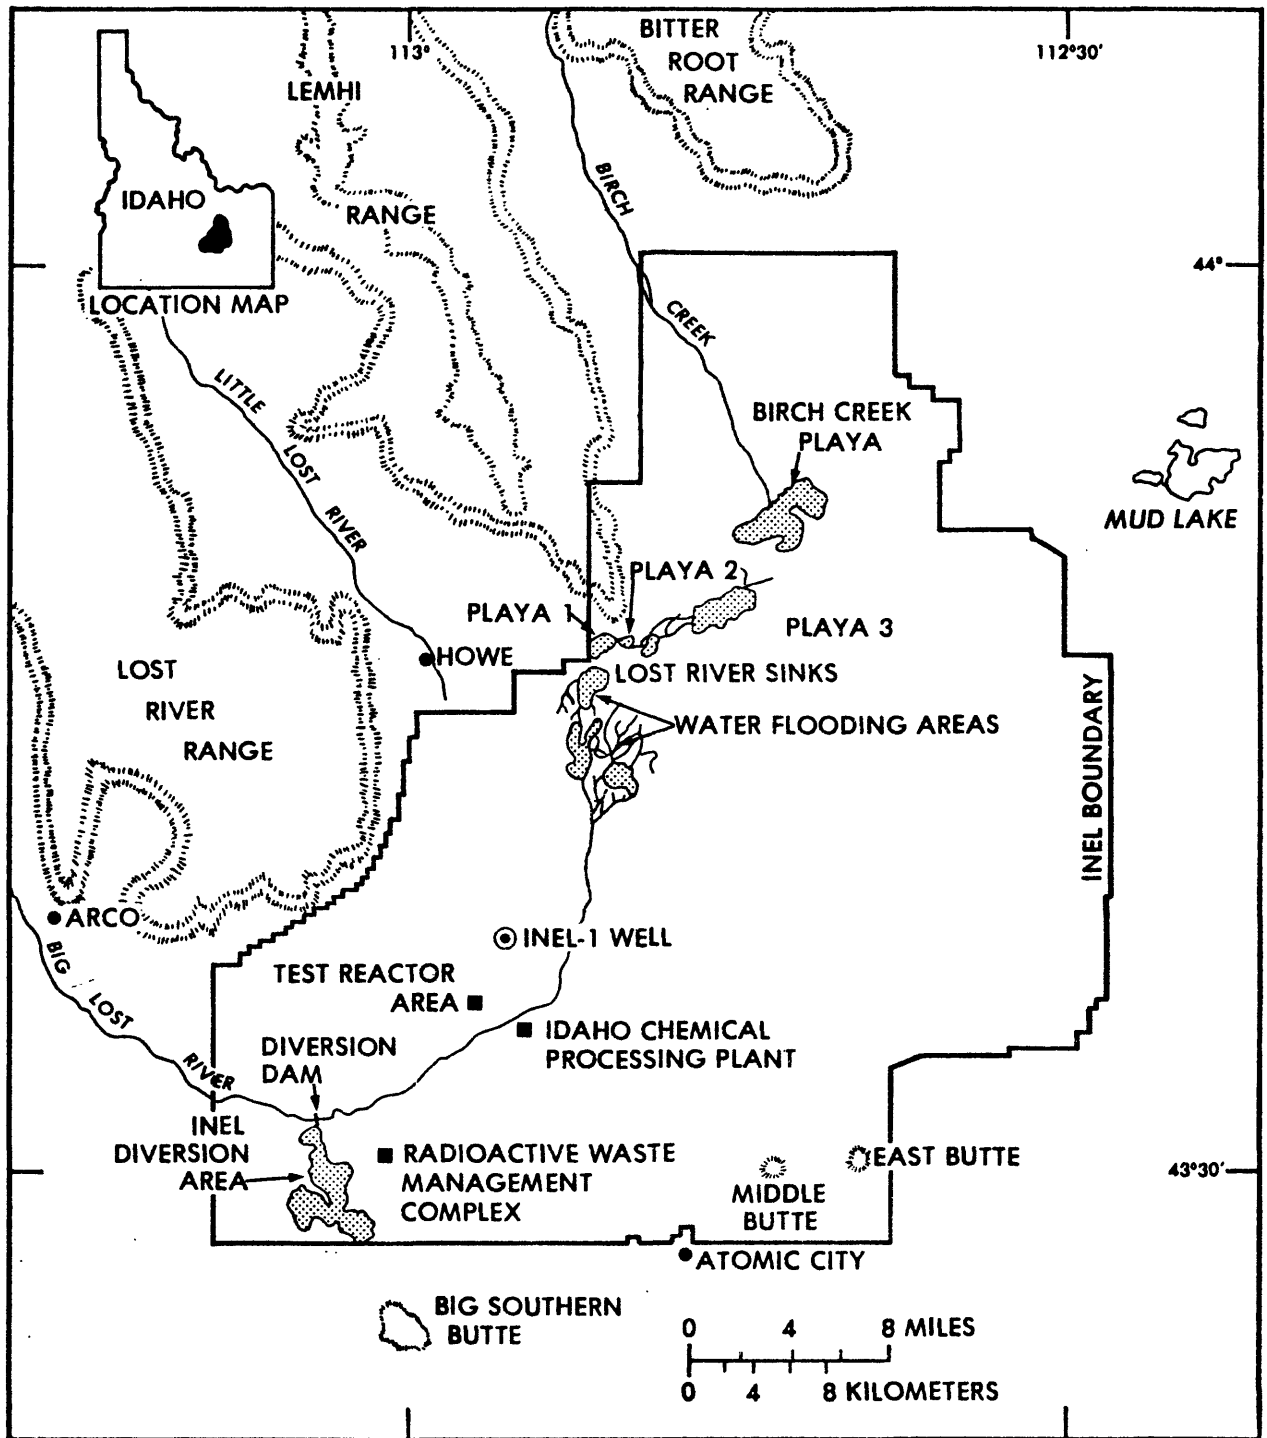 113°
112°30'
BITTER
ROOT
RANGE
LEMHI
RANGE
IDAHO
LOCATION MAP
BIRCH
CREEK
44°
LITTLE
LOST
RIVER
BIRCH CREEK
PLAYA
MUD LAKE
PLAYA 2
PLAYA 1
PLAYA 3
HOWE
LOST RIVER SINKS
LOST
RIVER
RANGE
WATER FLOODING AREAS
INEL BOUNDARY
ARCO
BIG
LOST
RIVER
INEL-1 WELL
TEST REACTOR
AREA
IDAHO CHEMICAL
PROCESSING PLANT
DIVERSION
DAM
INEL
DIVERSION
AREA
RADIOACTIVE WASTE
MANAGEMENT
COMPLEX
EAST BUTTE
43°30'
MIDDLE
BUTTE
ATOMIC CITY
BIG SOUTHERN
BUTTE
0 4 8 MILES
0 4 8 KILOMETERS